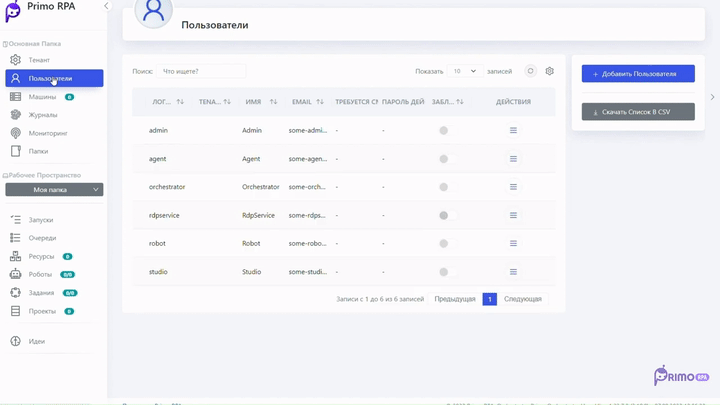 Primo RPA
Основная Папка
Тенант
Пользователи
Машины 0
Журналы
Мониторинг
Папки
Рабочее Пространство
Моя папка
Запуски
Очереди
Ресурсы 0
Роботы 0/0
Задания 0/0
Проекты 0
Идеи
Пользователи
Поиск: Что ищете? Показать 10 записей
ЛОГ... ТЕНА... ИМЯ EMAIL ТРЕБУЕТСЯ СМ ПАРОЛЬ ДЕЙ ЗАБЛ... ДЕЙСТВИЯ
admin Admin some-admi... - -
agent Agent some-agen... - -
orchestrator Orchestrator some-orch... - -
rdpservice RdpService some-rdps... - -
robot Robot some-robo... - -
studio Studio some-studi... - -
Записи с 1 до 6 из 6 записей Предыдущая 1 Следующая
+ Добавить Пользователя
Скачать Список В CSV
PRIMO RPA